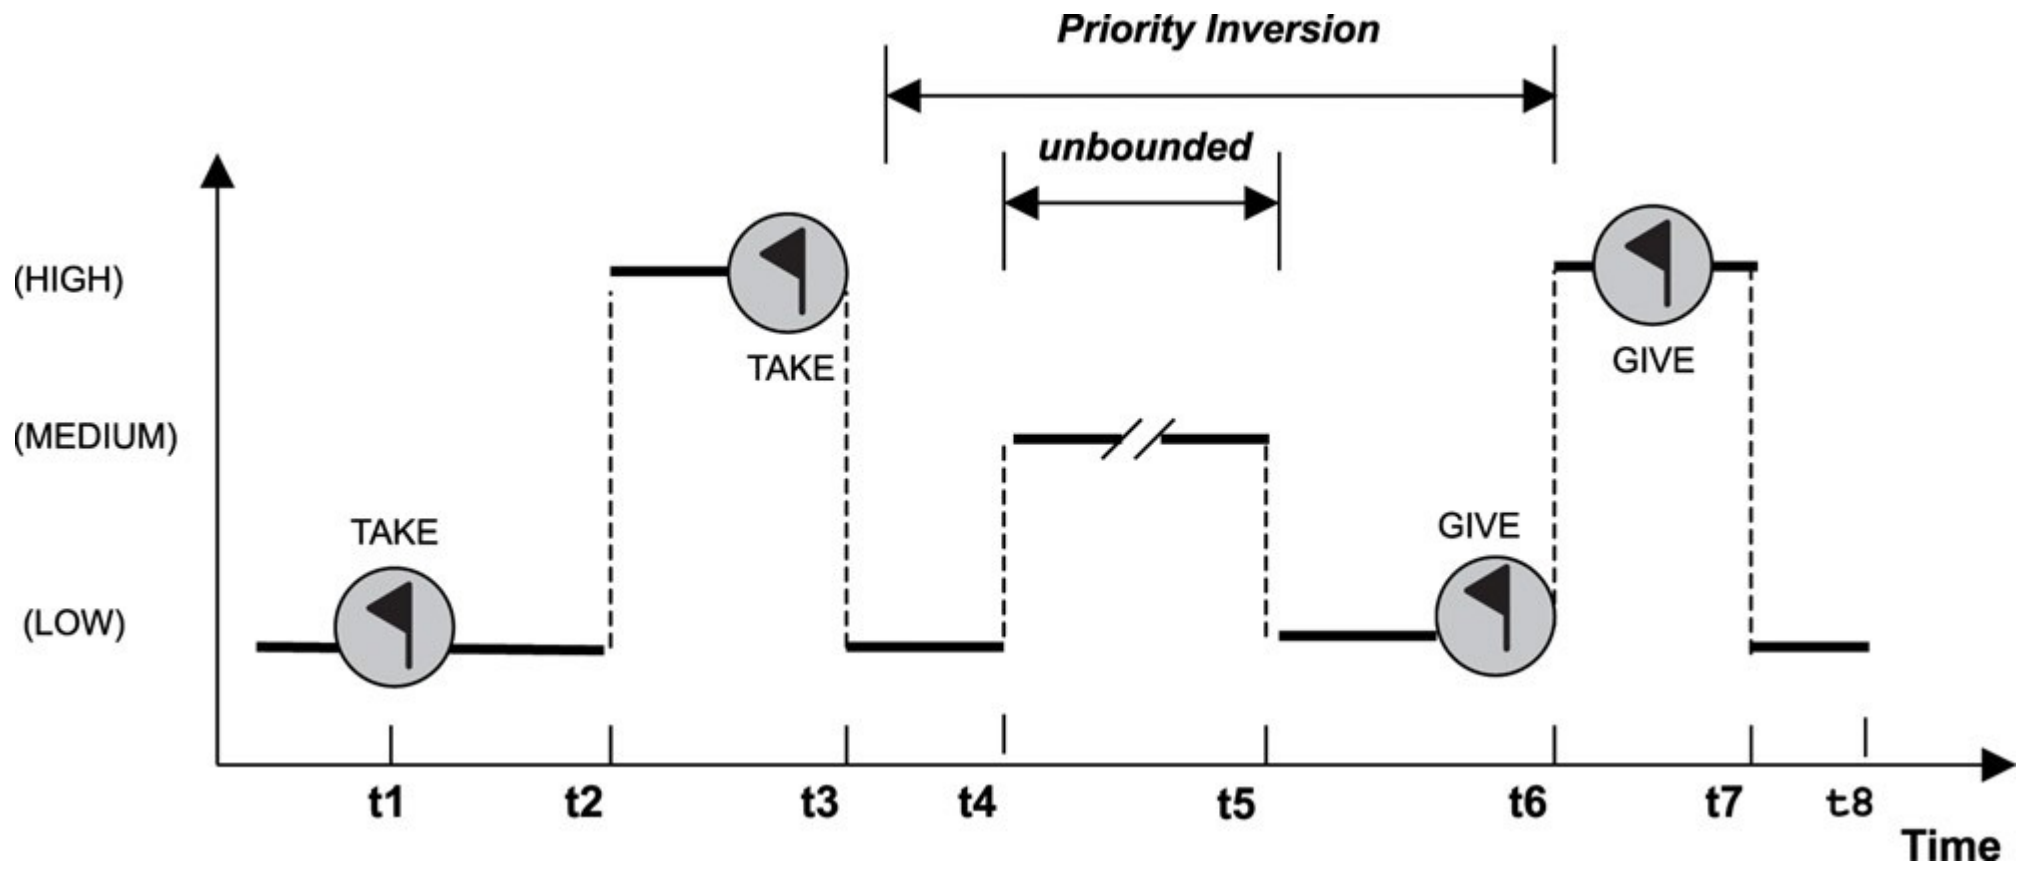 Priority Inversion
unbounded
(HIGH)
TAKE
GIVE
(MEDIUM)
TAKE
GIVE
(LOW)
t1 t2 t3 t4 t5 t6 t7 t8
Time